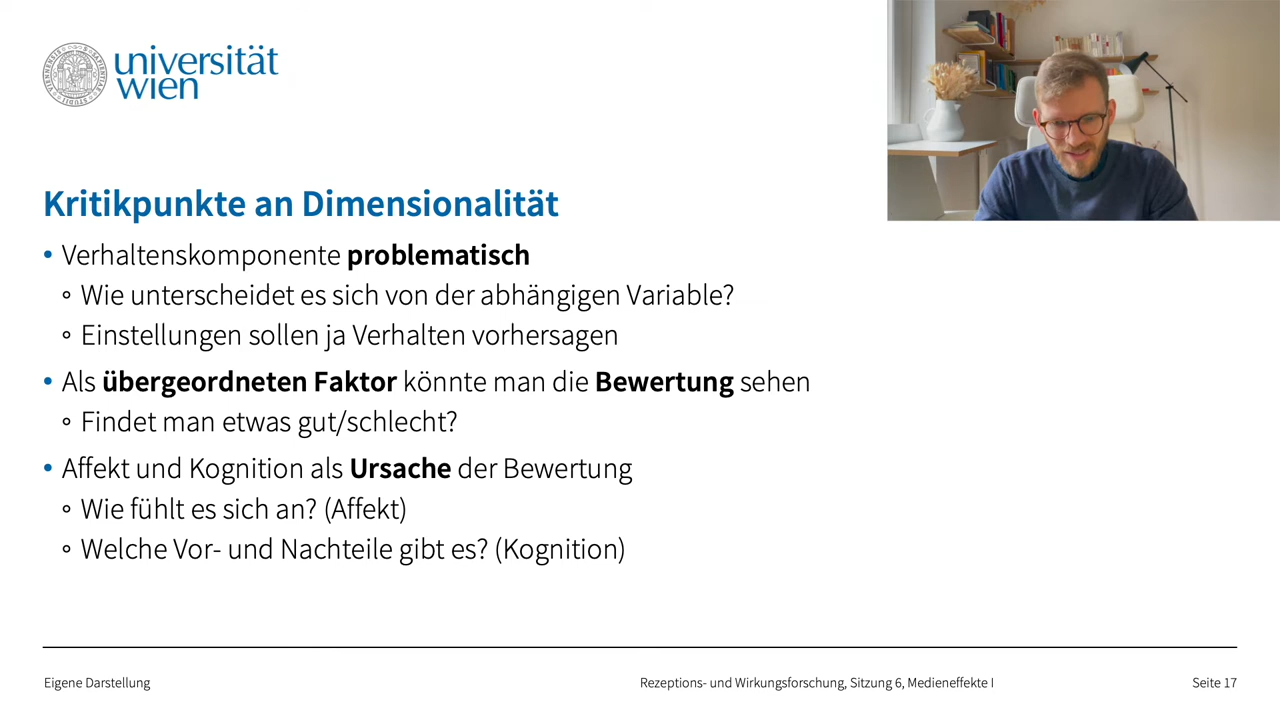 universität
wien
Kritikpunkte an Dimensionalität
• Verhaltenskomponente problematisch
◦ Wie unterscheidet es sich von der abhängigen Variable?
◦ Einstellungen sollen ja Verhalten vorhersagen
• Als übergeordneten Faktor könnte man die Bewertung sehen
◦ Findet man etwas gut/schlecht?
• Affekt und Kognition als Ursache der Bewertung
◦ Wie fühlt es sich an? (Affekt)
◦ Welche Vor- und Nachteile gibt es? (Kognition)
Eigene Darstellung
Rezeptions- und Wirkungsforschung, Sitzung 6, Medieneffekte I
Seite 17